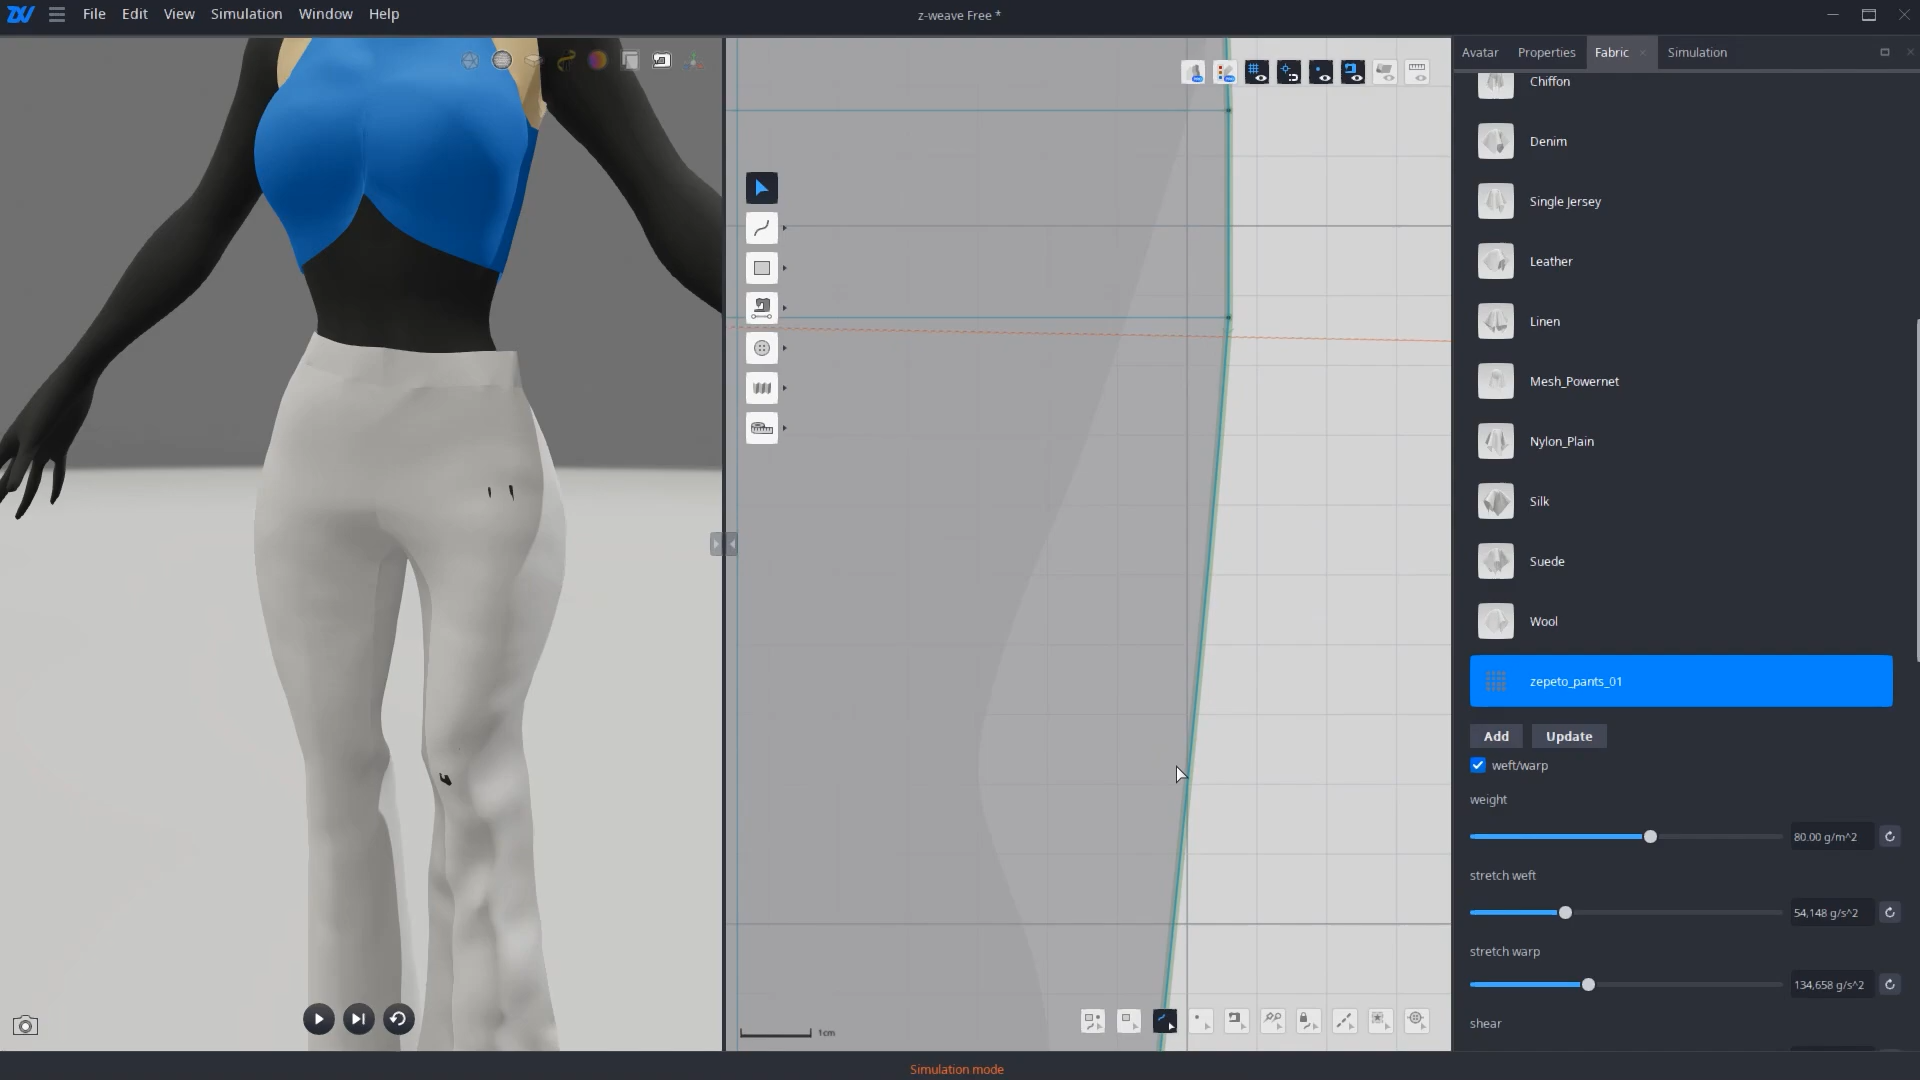 File Edit View Simulation Window Help
z-weave Free *
Avatar Properties Fabric Simulation
Chiffon
Denim
Single Jersey
Leather
Linen
Mesh_Powernet
Nylon_Plain
Silk
Suede
Wool
zepeto_pants_01
Add Update
weft/warp
weight
80.00 g/m^2
stretch weft
54,148 g/s^2
stretch warp
134,658 g/s^2
shear
1cm
Simulation mode